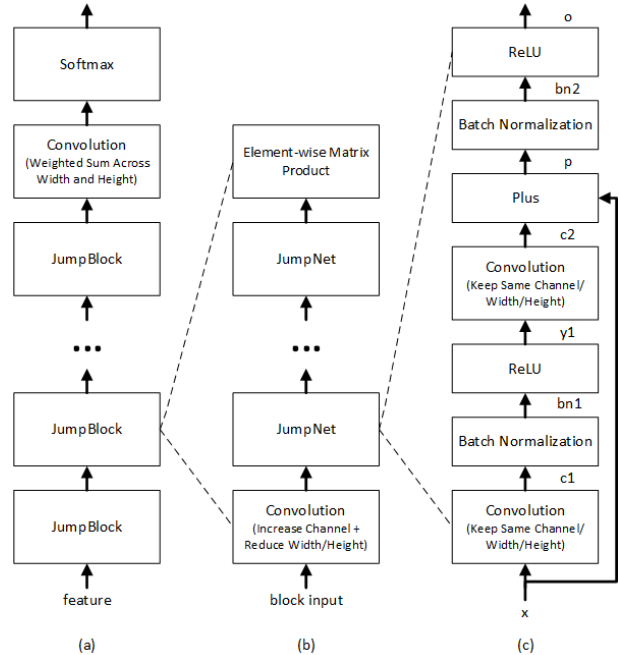 Softmax
Convolution
(Weighted Sum Across
Width and Height)
JumpBlock
...
JumpBlock
JumpBlock
feature
(a)
Element-wise Matrix
Product
JumpNet
...
JumpNet
Convolution
(Increase Channel +
Reduce Width/Height)
block input
(b)
o
ReLU
bn2
Batch Normalization
p
Plus
c2
Convolution
(Keep Same Channel/
Width/Height)
y1
ReLU
bn1
Batch Normalization
c1
Convolution
(Keep Same Channel/
Width/Height)
x
(c)